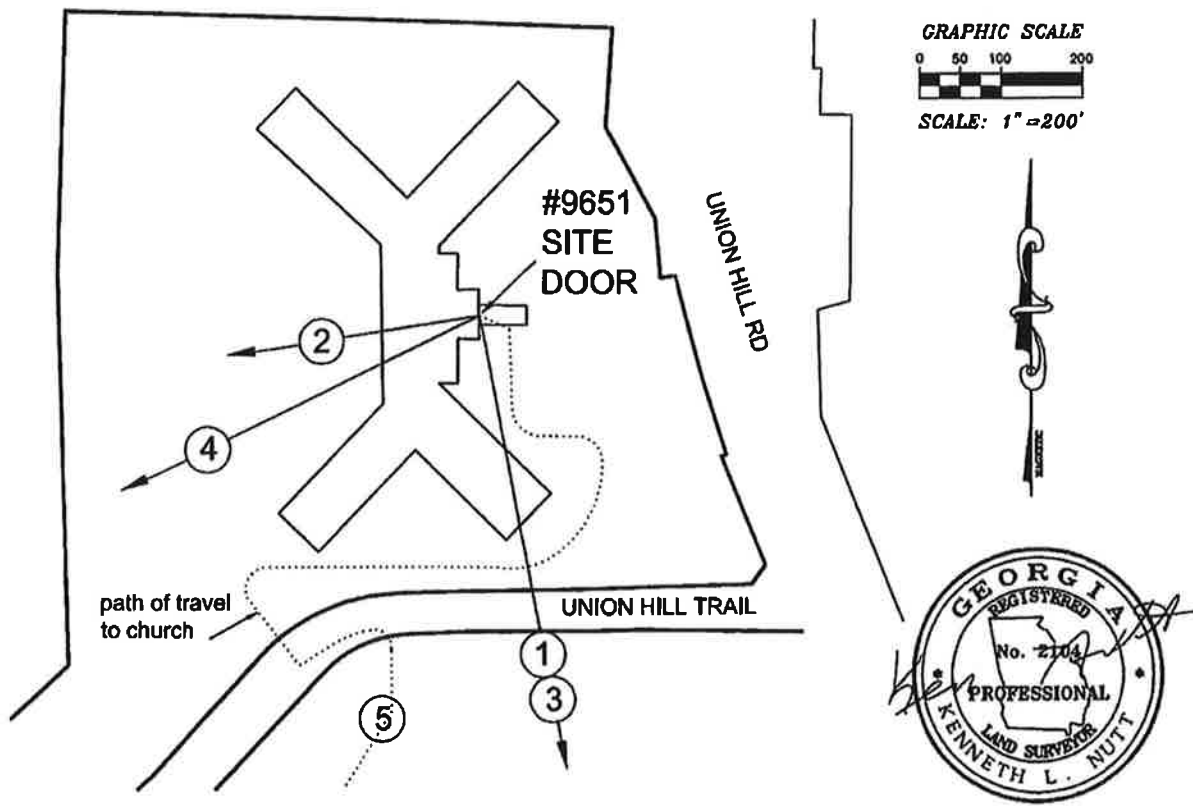 GRAPHIC SCALE
0 50 100 200
SCALE: 1"=200'
#9651
SITE
DOOR
UNION HILL RD
2
4
path of travel
to church
UNION HILL TRAIL
1
3
5
GEORGIA
REGISTERED
No. 2104
PROFESSIONAL
LAND SURVEYOR
KENNETH L. NUTT